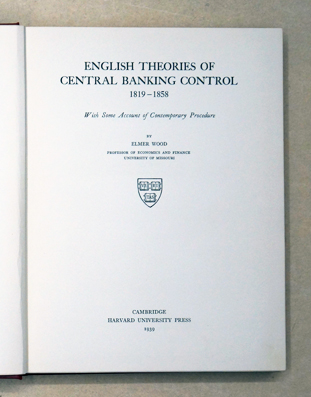 ENGLISH THEORIES OF
CENTRAL BANKING CONTROL
1819–1858
With Some Account of Contemporary Procedure
BY
ELMER WOOD
PROFESSOR OF ECONOMICS AND FINANCE
UNIVERSITY OF MISSOURI
CAMBRIDGE
HARVARD UNIVERSITY PRESS
1939